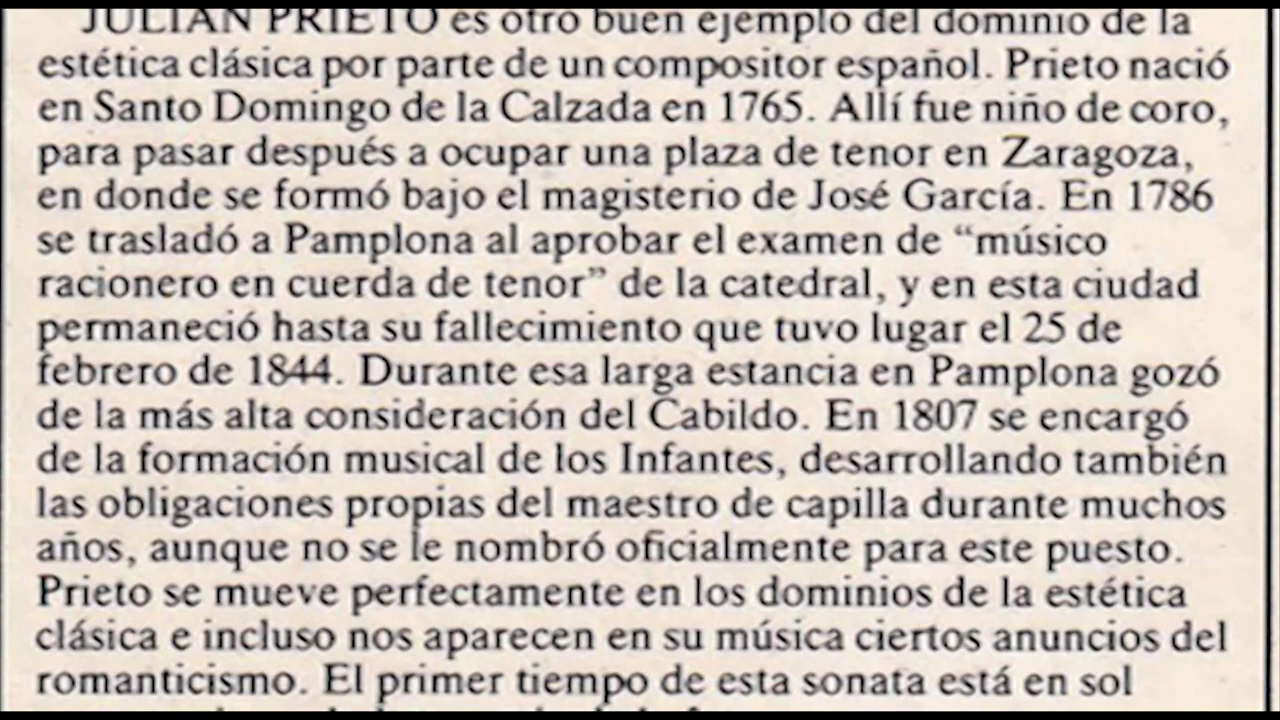 JULIÁN PRIETO es otro buen ejemplo del dominio de la
estética clásica por parte de un compositor español. Prieto nació
en Santo Domingo de la Calzada en 1765. Allí fue niño de coro,
para pasar después a ocupar una plaza de tenor en Zaragoza,
en donde se formó bajo el magisterio de José García. En 1786
se trasladó a Pamplona al aprobar el examen de “músico
racionero en cuerda de tenor” de la catedral, y en esta ciudad
permaneció hasta su fallecimiento que tuvo lugar el 25 de
febrero de 1844. Durante esa larga estancia en Pamplona gozó
de la más alta consideración del Cabildo. En 1807 se encargó
de la formación musical de los Infantes, desarrollando también
las obligaciones propias del maestro de capilla durante muchos
años, aunque no se le nombró oficialmente para este puesto.
Prieto se mueve perfectamente en los dominios de la estética
clásica e incluso nos aparecen en su música ciertos anuncios del
romanticismo. El primer tiempo de esta sonata está en sol